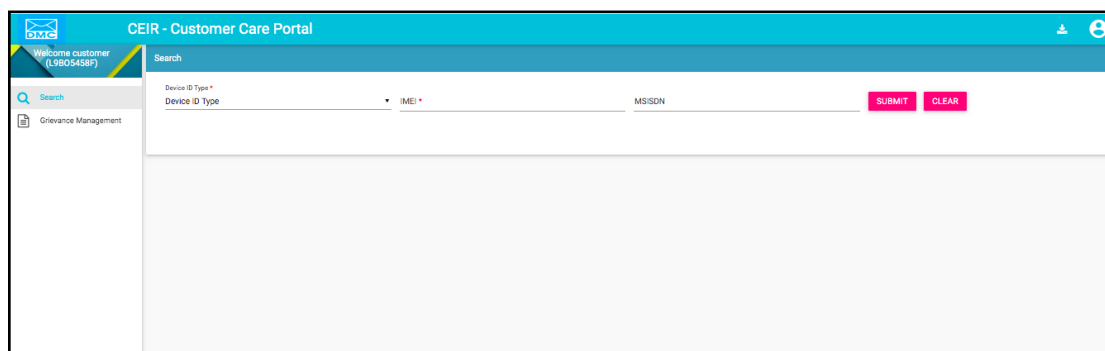 DMC
CEIR - Customer Care Portal
Welcome customer
(L9BO5458F)
Search
Search
Grievance Management
Device ID Type *
Device ID Type
IMEI *
MSISDN
SUBMIT
CLEAR